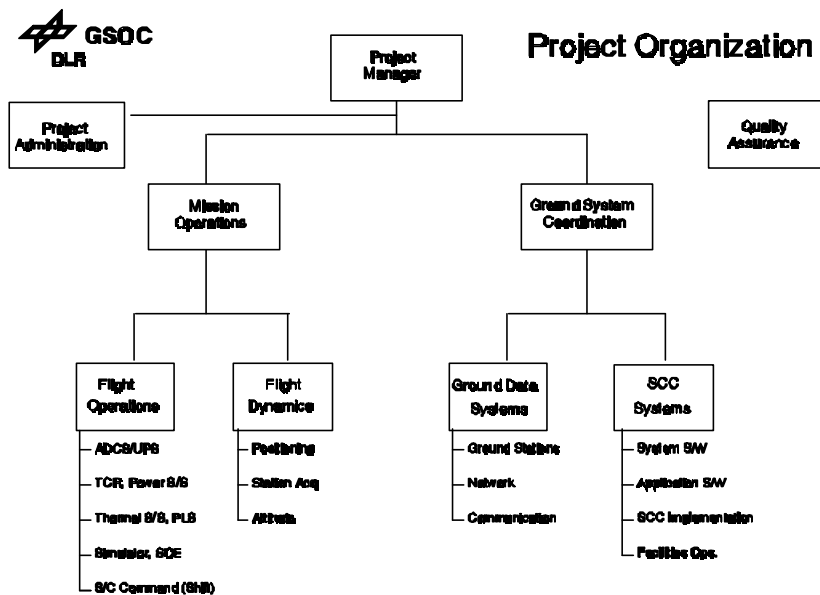 GSOC
DLR
Project Organization
Project
Manager
Project
Administration
Quality
Assurance
Mission
Operations
Ground System
Coordination
Flight
Operations
Flight
Dynamics
Ground Data
Systems
SCC
Systems
ADCS/UPS
TCR, Power S/S
Thermal S/S, PLS
Simulator, SOE
S/C Command (Shift)
Positioning
Station Acq
Attitude
Ground Stations
Network
Communication
System S/W
Application S/W
SCC Implementation
Facilities Ops.